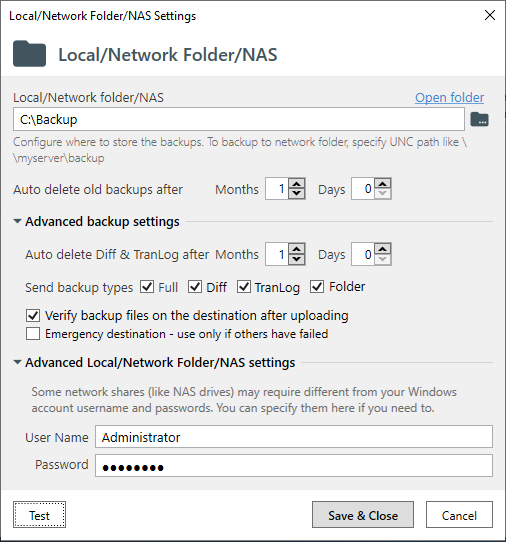 Local/Network Folder/NAS Settings
Local/Network Folder/NAS
Local/Network folder/NAS Open folder
C:\Backup
Configure where to store the backups. To backup to network folder, specify UNC path like \
\myserver\backup
Auto delete old backups after Months 1 Days 0
Advanced backup settings
Auto delete Diff & TranLog after Months 1 Days 0
Send backup types Full Diff TranLog Folder
Verify backup files on the destination after uploading
Emergency destination - use only if others have failed
Advanced Local/Network Folder/NAS settings
Some network shares (like NAS drives) may require different from your Windows
account username and passwords. You can specify them here if you need to.
User Name Administrator
Password ●●●●●●●●
Test Save & Close Cancel